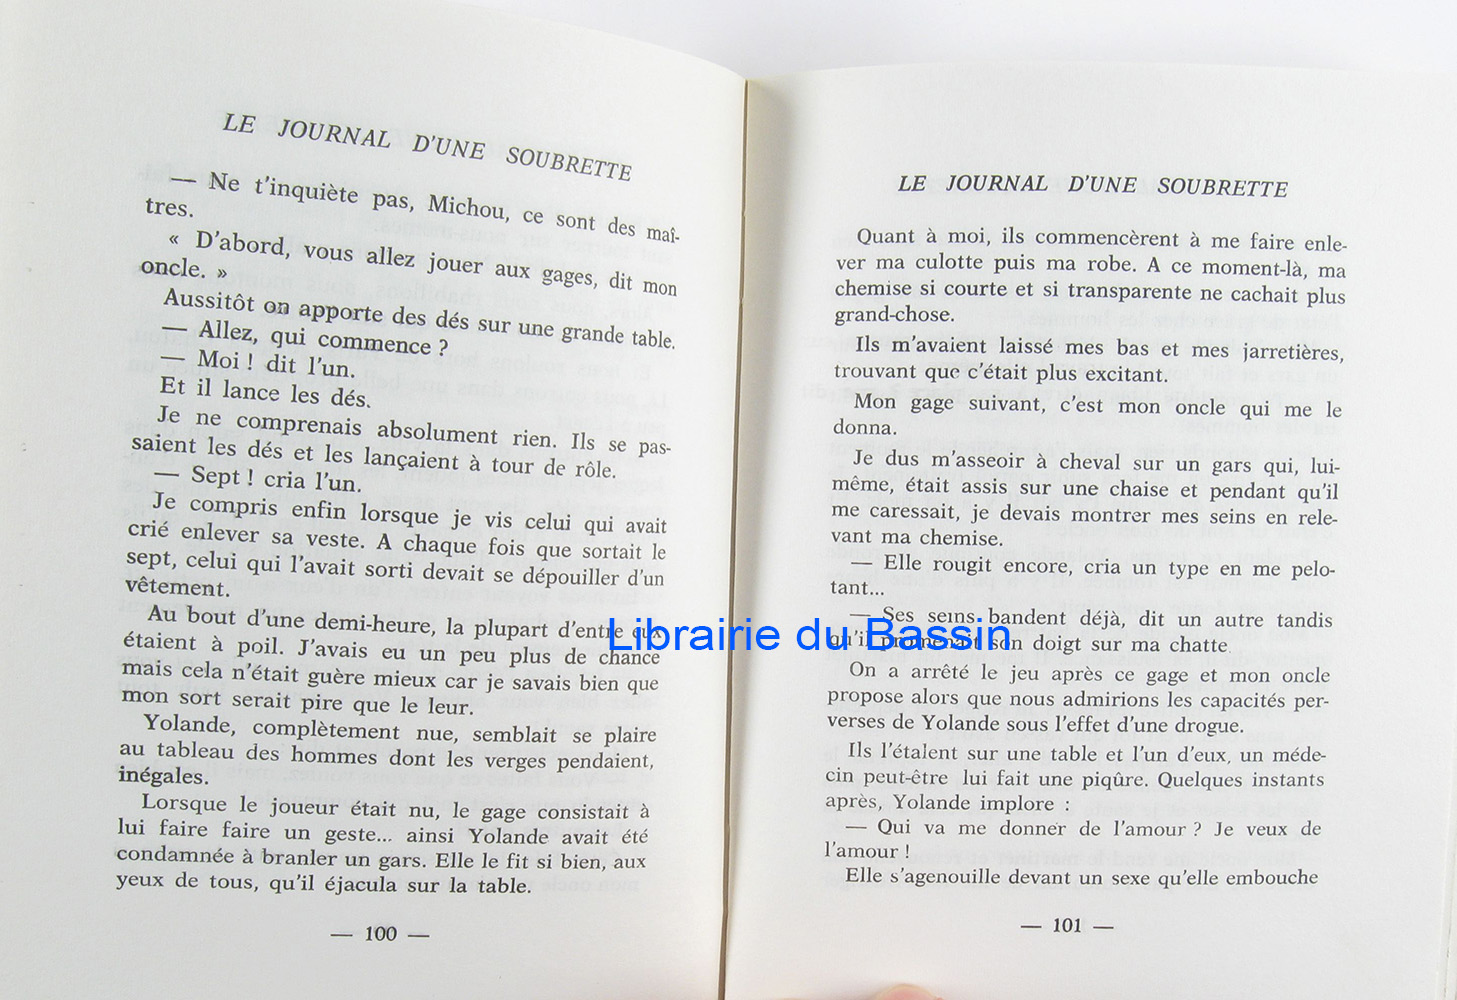 LE JOURNAL D'UNE SOUBRETTE
— Ne t'inquiète pas, Michou, ce sont des maî-
tres.
« D'abord, vous allez jouer aux gages, dit mon
oncle. »
Aussitôt on apporte des dés sur une grande table.
— Allez, qui commence ?
— Moi ! dit l'un.
Et il lance les dés.
Je ne comprenais absolument rien. Ils se pas-
saient les dés et les lançaient à tour de rôle.
— Sept ! cria l'un.
Je compris enfin lorsque je vis celui qui avait
crié enlever sa veste. A chaque fois que sortait le
sept, celui qui l'avait sorti devait se dépouiller d'un
vêtement.
Au bout d'une demi-heure, la plupart d'entre eux
étaient à poil. J'avais eu un peu plus de chance
mais cela n'était guère mieux car je savais bien que
mon sort serait pire que le leur.
Yolande, complètement nue, semblait se plaire
au tableau des hommes dont les verges pendaient,
inégales.
Lorsque le joueur était nu, le gage consistait à
lui faire faire un geste... ainsi Yolande avait été
condamnée à branler un gars. Elle le fit si bien, aux
yeux de tous, qu'il éjacula sur la table.
— 100 —
LE JOURNAL D'UNE SOUBRETTE
Quant à moi, ils commencèrent à me faire enle-
ver ma culotte puis ma robe. A ce moment-là, ma
chemise si courte et si transparente ne cachait plus
grand-chose.
Ils m'avaient laissé mes bas et mes jarretières,
trouvant que c'était plus excitant.
Mon gage suivant, c'est mon oncle qui me le
donna.
Je dus m'asseoir à cheval sur un gars qui, lui-
même, était assis sur une chaise et pendant qu'il
me caressait, je devais montrer mes seins en rele-
vant ma chemise.
— Elle rougit encore, cria un type en me pelo-
tant...
— Ses seins bandent déjà, dit un autre tandis
qu'il promenait son doigt sur ma chatte.
On a arrêté le jeu après ce gage et mon oncle
propose alors que nous admirions les capacités per-
verses de Yolande sous l'effet d'une drogue.
Ils l'étalent sur une table et l'un d'eux, un méde-
cin peut-être lui fait une piqûre. Quelques instants
après, Yolande implore :
— Qui va me donner de l'amour ? Je veux de
l'amour !
Elle s'agenouille devant un sexe qu'elle embouche
— 101 —
Librairie du Bassin